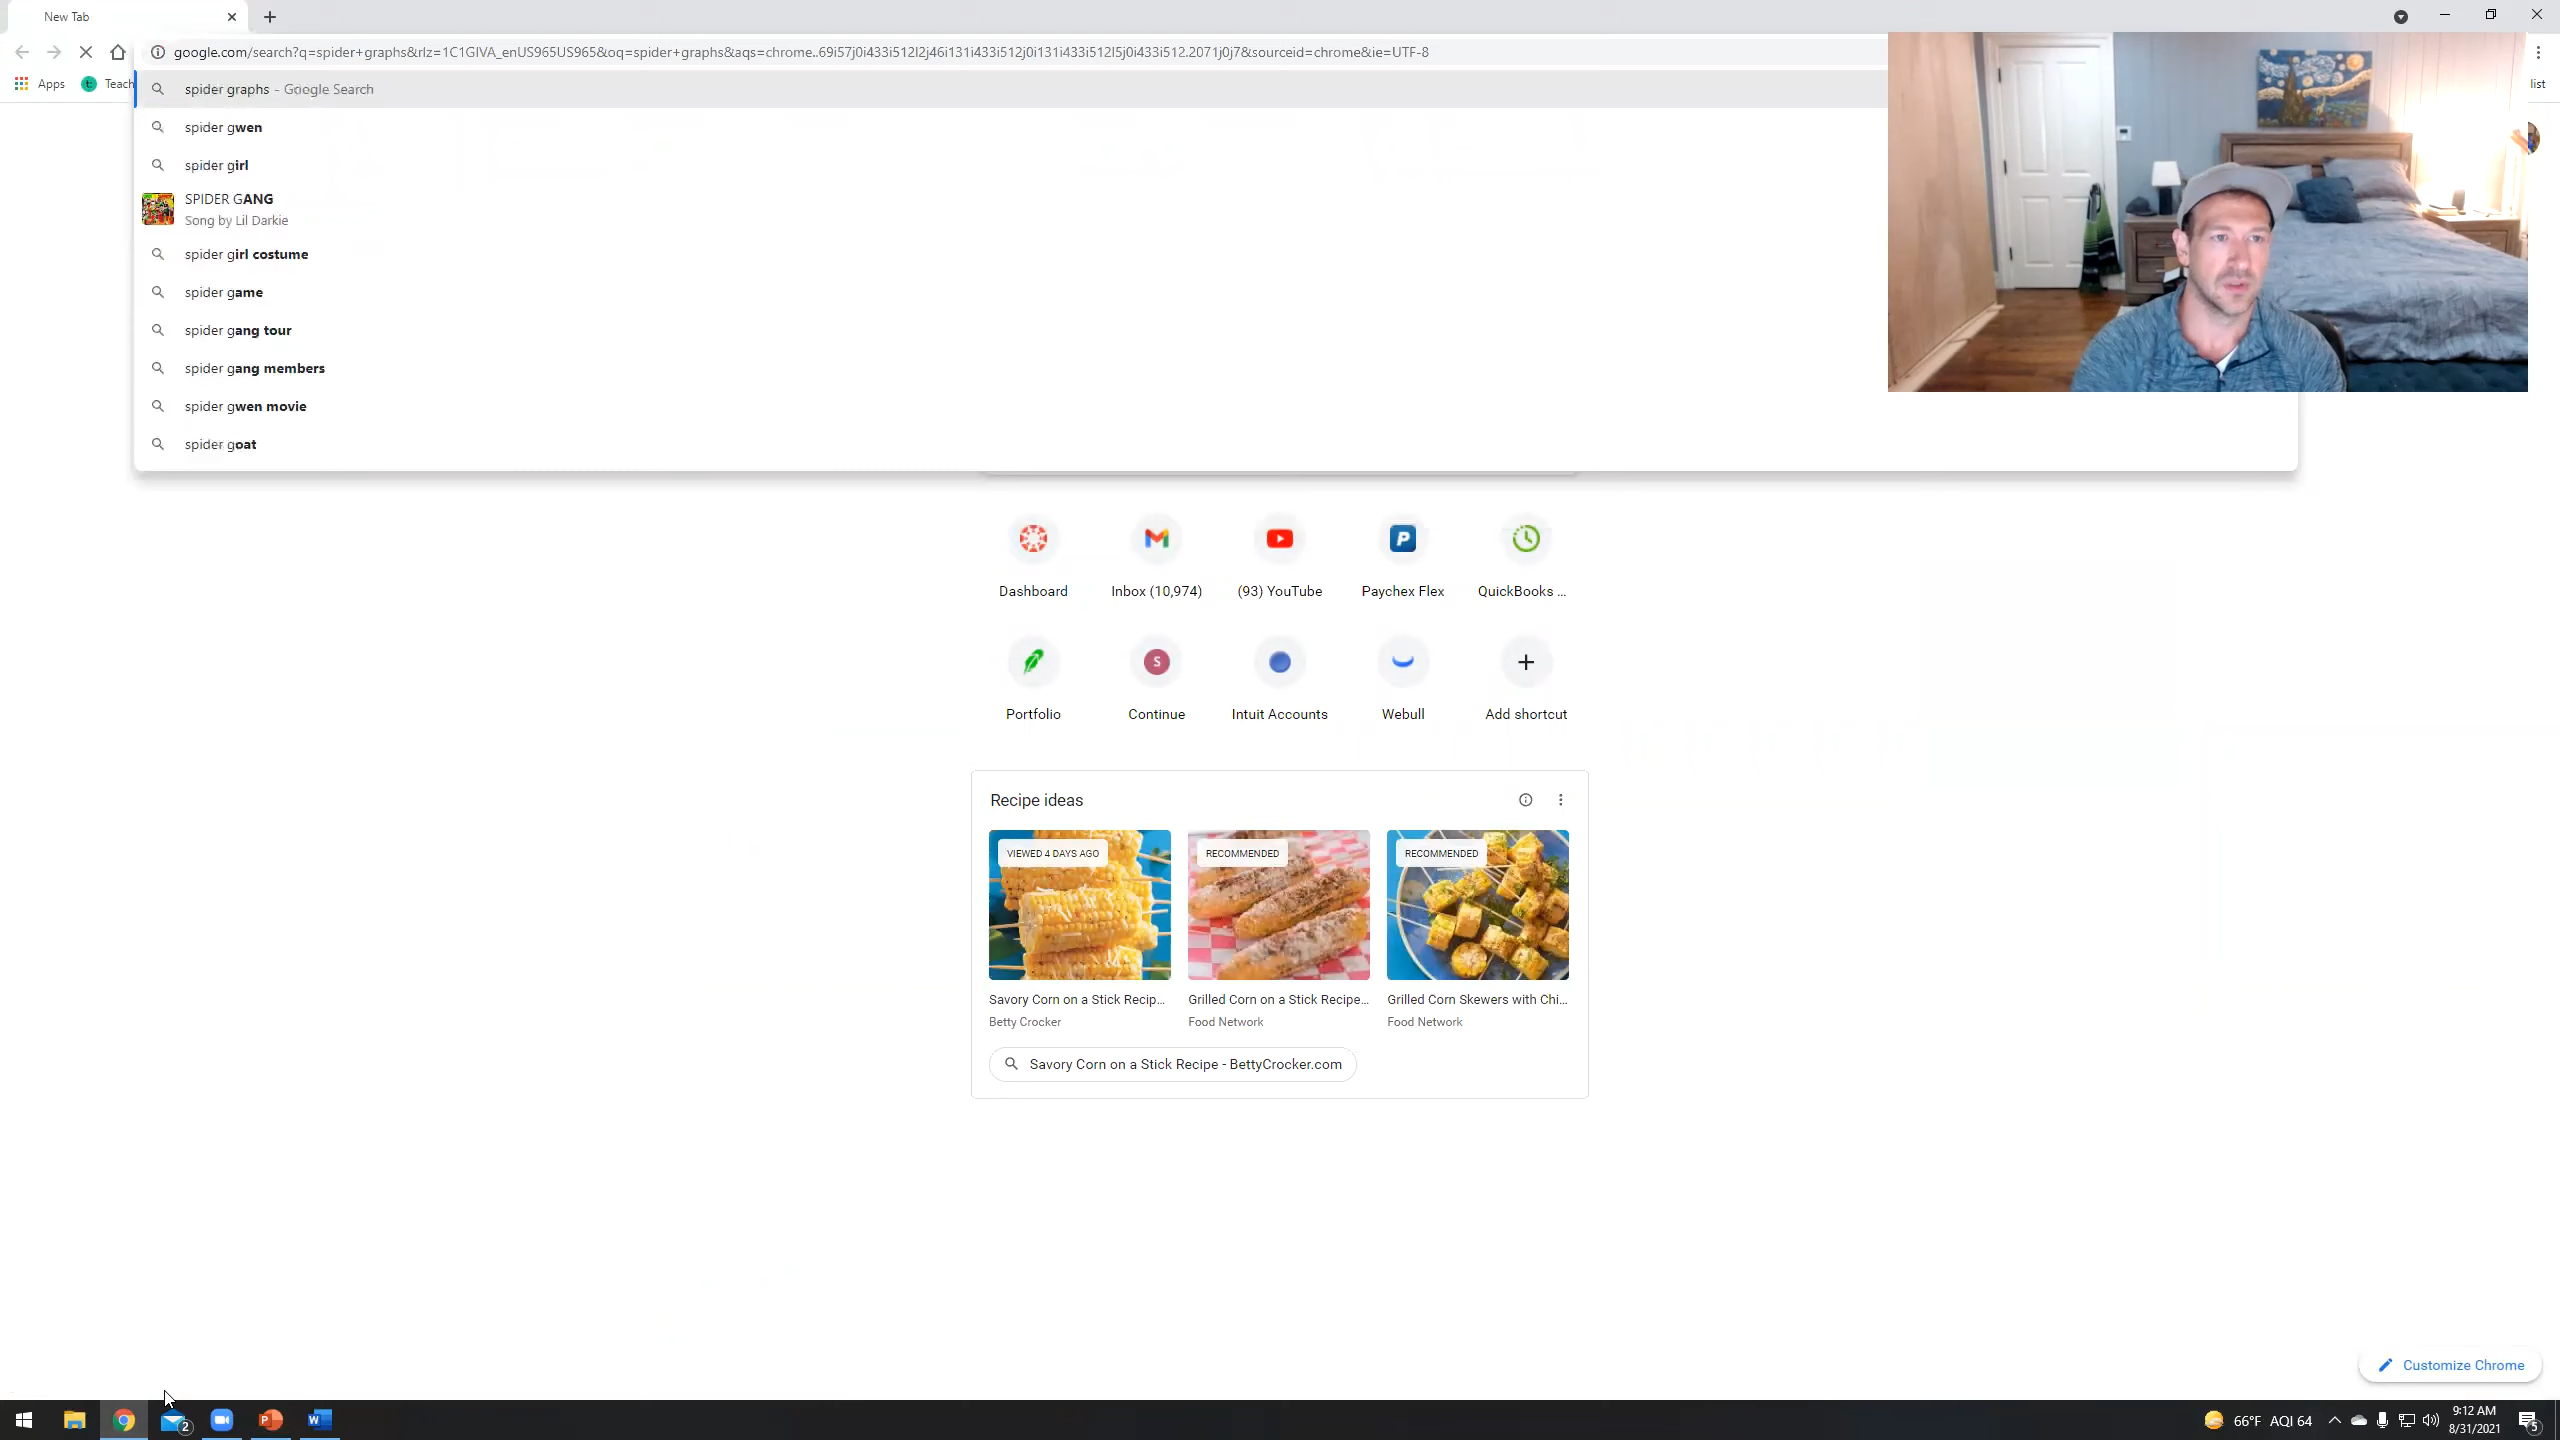 New Tab
google.com/search?q=spider+graphs&rlz=1C1GIVA_enUS965US965&oq=spider+graphs&aqs=chrome..69i57j0i433i512l2j46i131i433i512j0i131i433i512l5j0i433i512.2071j0j7&sourceid=chrome&ie=UTF-8
Apps
Teach
list
spider graphs - Google Search
spider gwen
spider girl
SPIDER GANG
Song by Lil Darkie
spider girl costume
spider game
spider gang tour
spider gang members
spider gwen movie
spider goat
Dashboard
Inbox (10,974)
(93) YouTube
Paychex Flex
QuickBooks ...
S
Portfolio
Continue
Intuit Accounts
Webull
Add shortcut
Recipe ideas
VIEWED 4 DAYS AGO
RECOMMENDED
RECOMMENDED
Savory Corn on a Stick Recip...
Grilled Corn on a Stick Recipe...
Grilled Corn Skewers with Chi...
Betty Crocker
Food Network
Food Network
Savory Corn on a Stick Recipe - BettyCrocker.com
Customize Chrome
2
66°F AQI 64
9:12 AM
8/31/2021
5